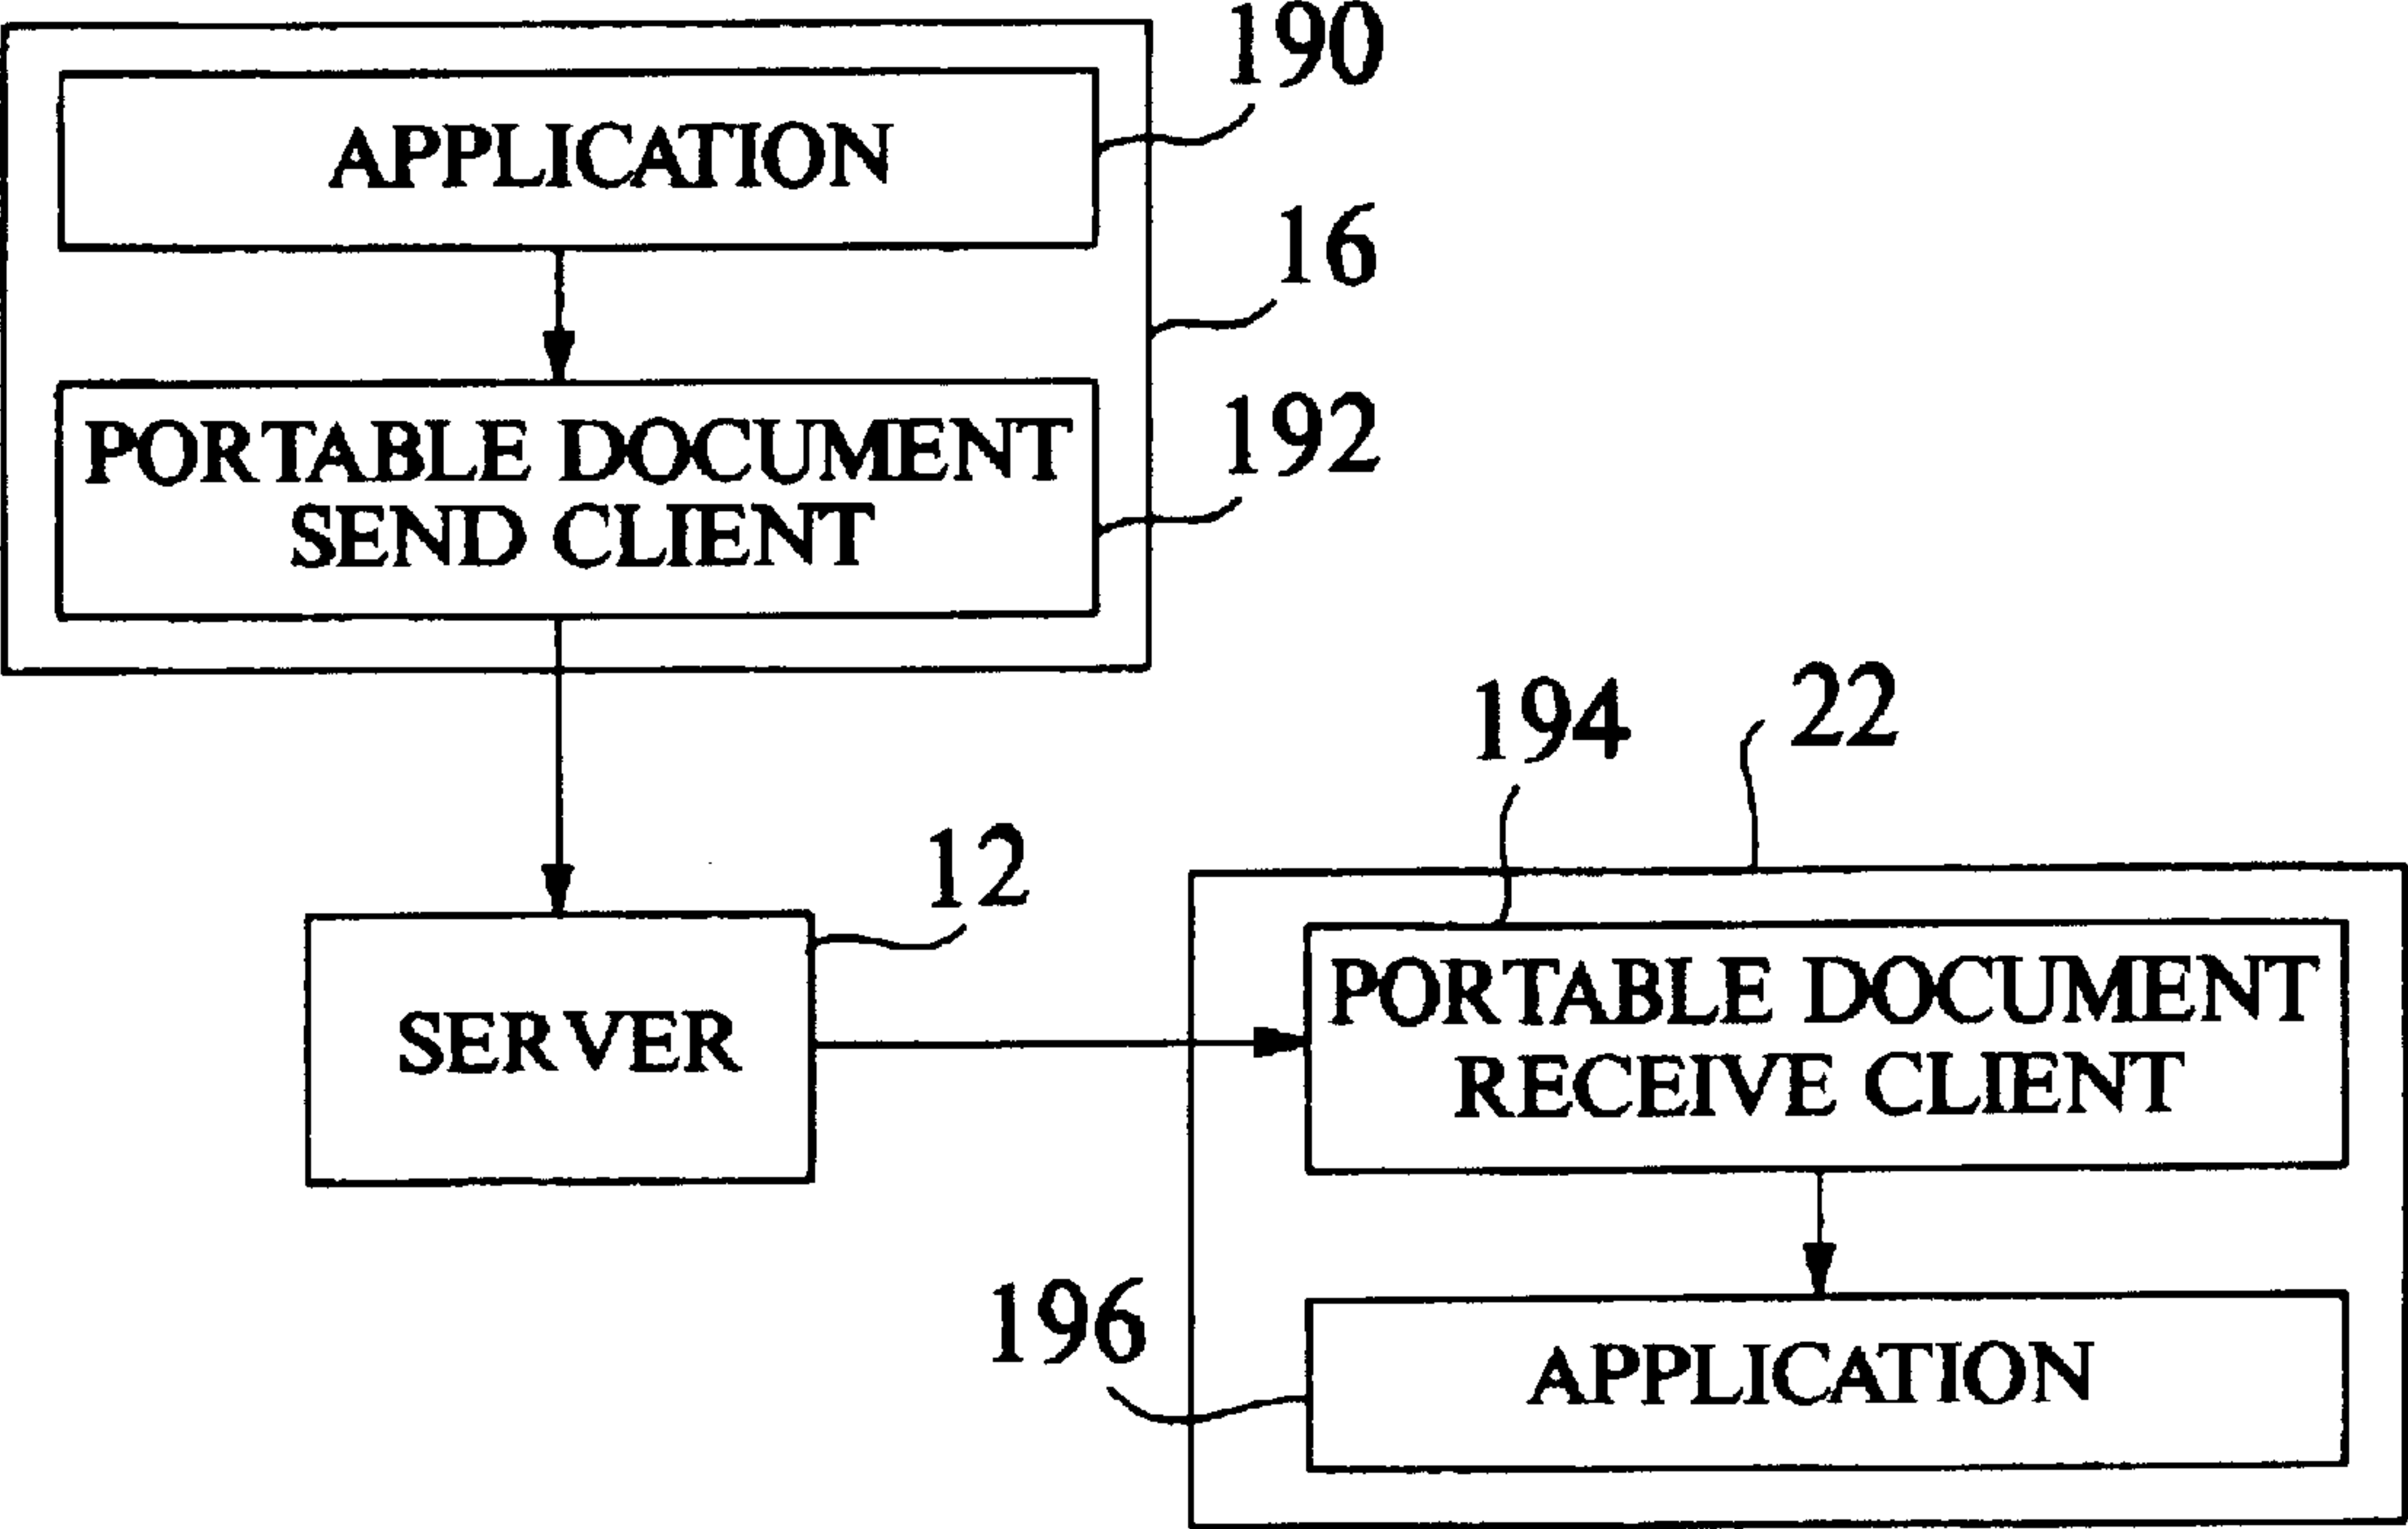 190
APPLICATION
16
192
PORTABLE DOCUMENT
SEND CLIENT
194
22
12
SERVER
PORTABLE DOCUMENT
RECEIVE CLIENT
196
APPLICATION